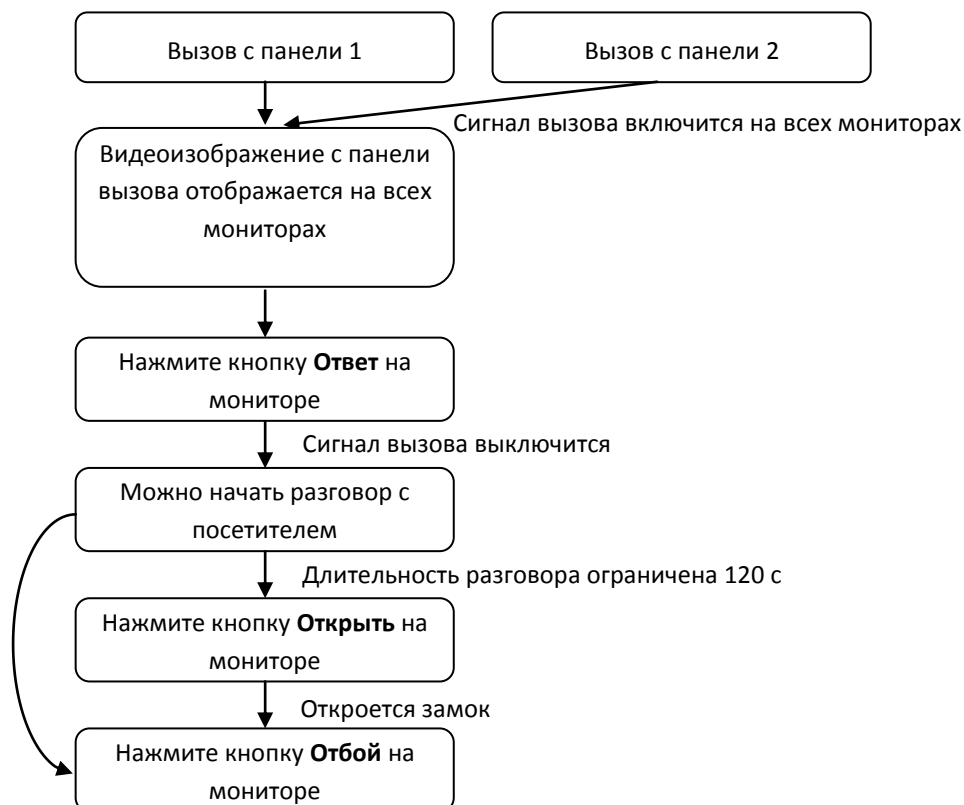 Вызов с панели 1
Вызов с панели 2
Сигнал вызова включится на всех мониторах
Видеоизображение с панели
вызова отображается на всех
мониторах
Нажмите кнопку Ответ на
мониторе
Сигнал вызова выключится
Можно начать разговор с
посетителем
Длительность разговора ограничена 120 с
Нажмите кнопку Открыть на
мониторе
Откроется замок
Нажмите кнопку Отбой на
мониторе